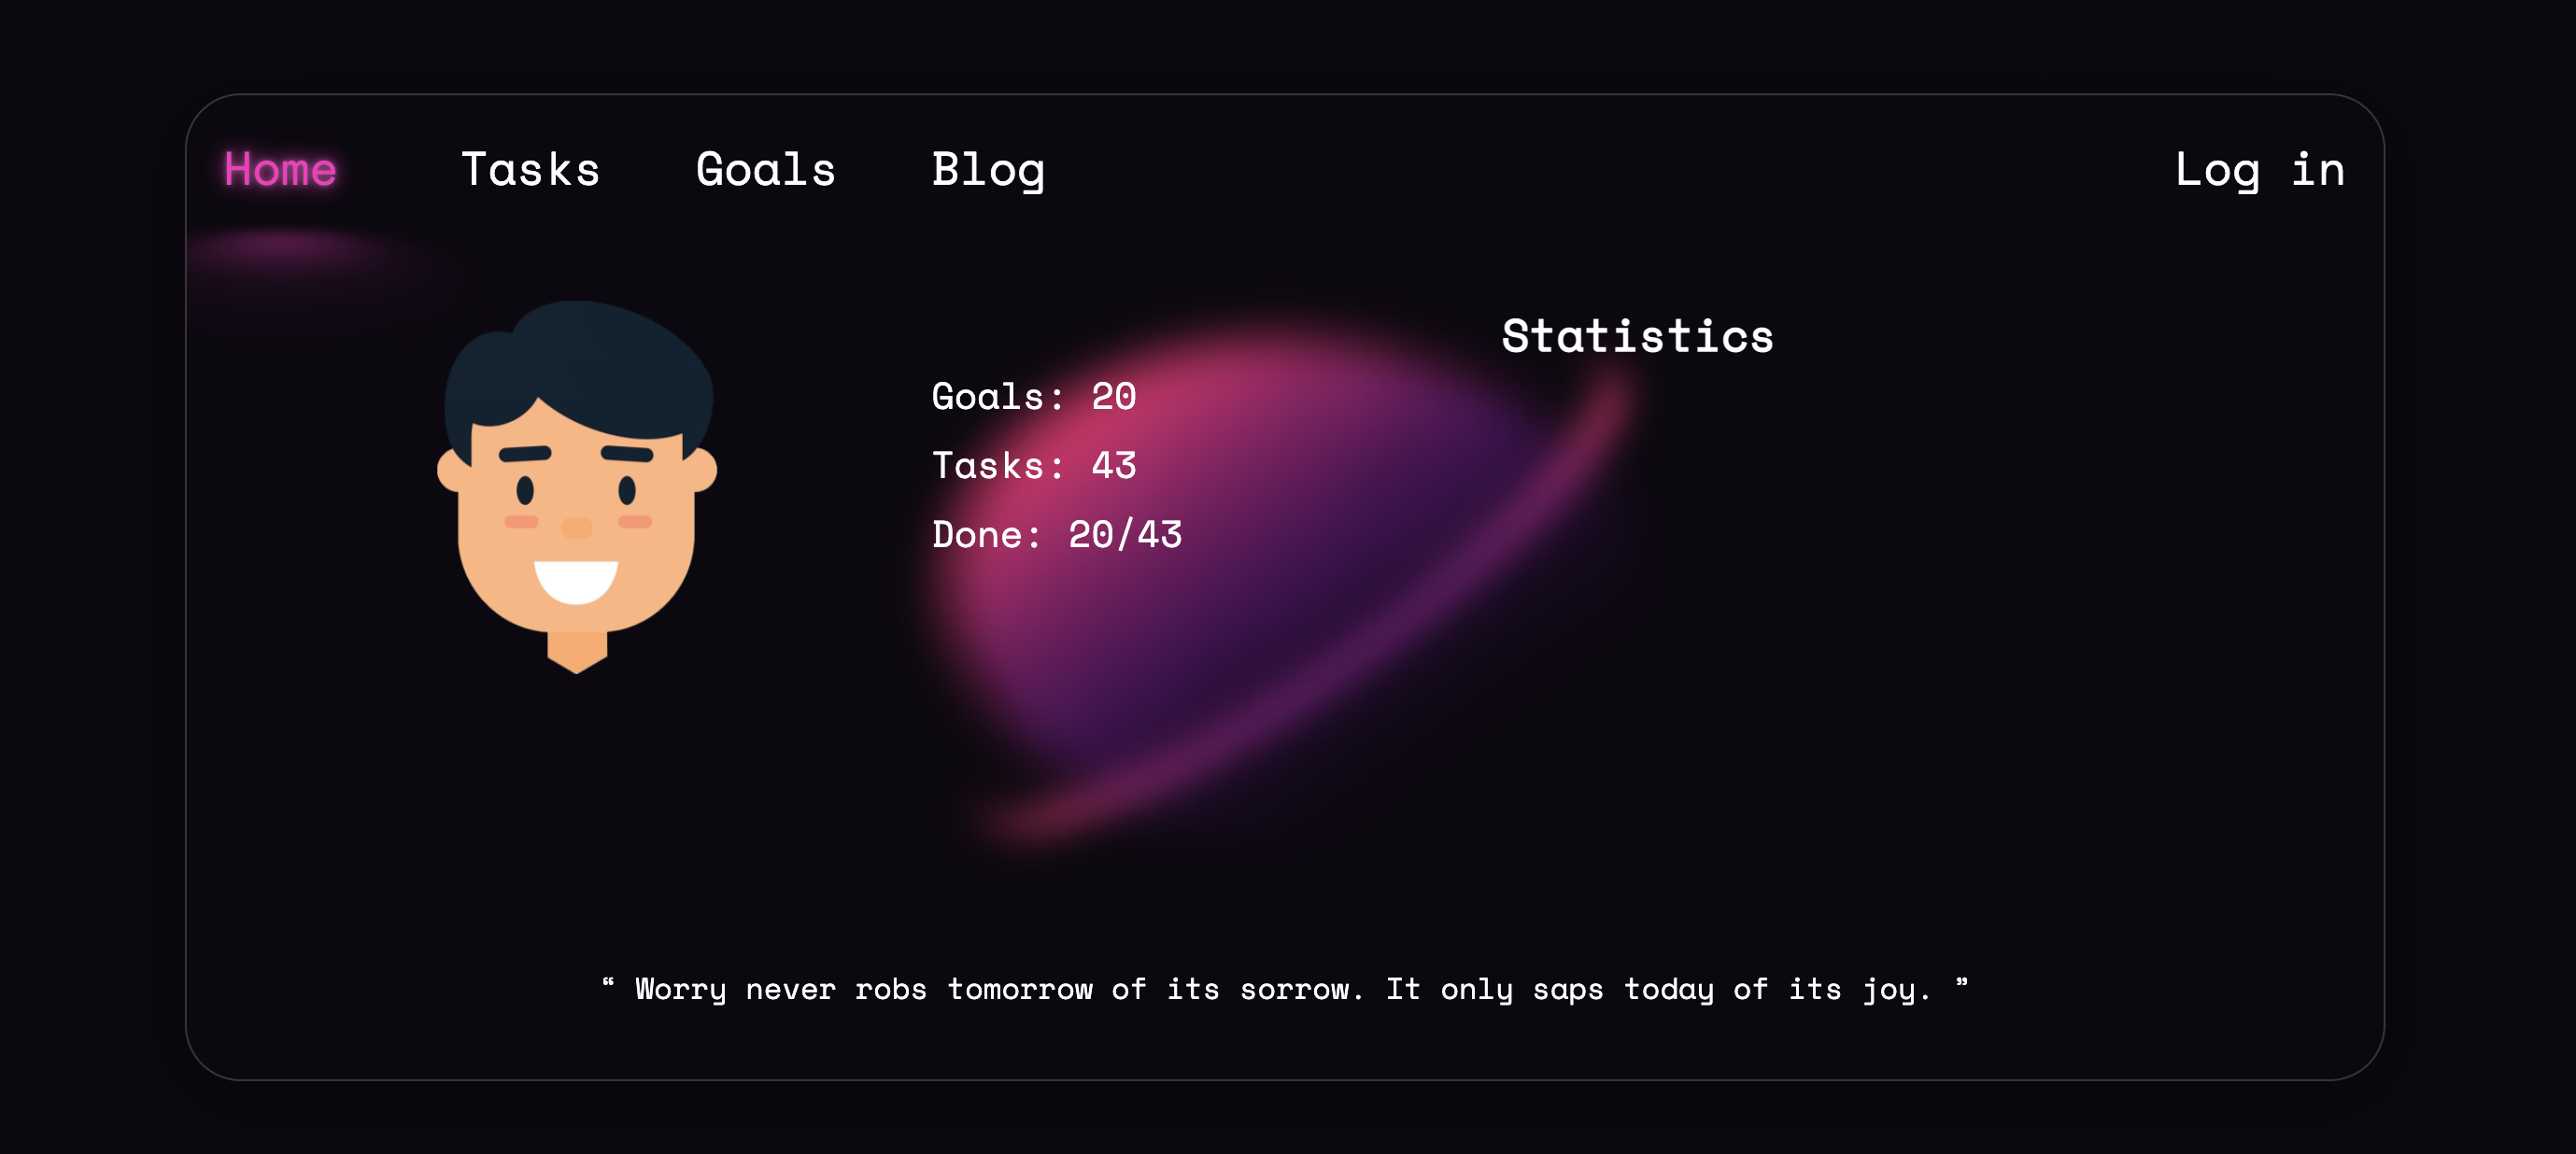 Home Tasks Goals Blog Log in
Statistics
Goals: 20
Tasks: 43
Done: 20/43
“ Worry never robs tomorrow of its sorrow. It only saps today of its joy. ”